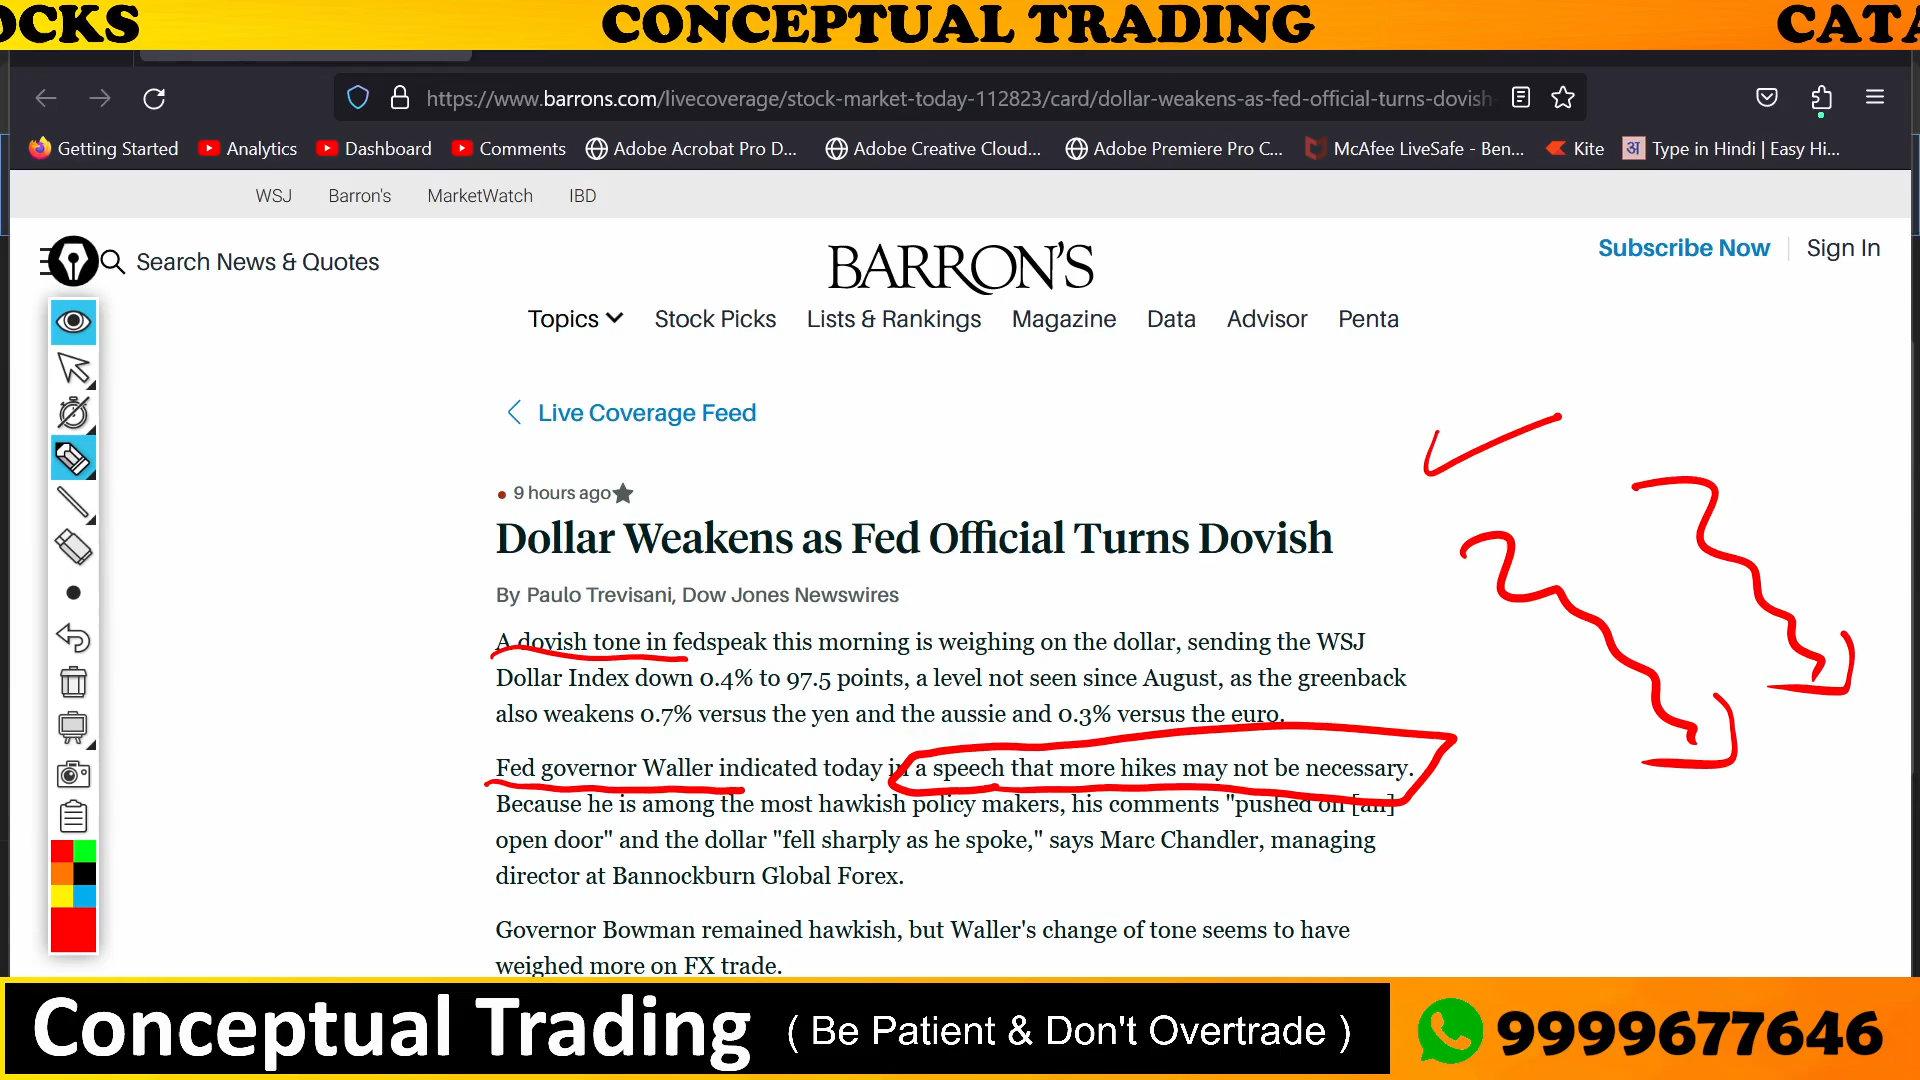 OCKS
CONCEPTUAL TRADING
CATA
https://www.barrons.com/livecoverage/stock-market-today-112823/card/dollar-weakens-as-fed-official-turns-dovish-
Getting Started
Analytics
Dashboard
Comments
Adobe Acrobat Pro D...
Adobe Creative Cloud...
Adobe Premiere Pro C...
McAfee LiveSafe - Ben...
Kite
अ
Type in Hindi | Easy Hi...
WSJ
Barron's
MarketWatch
IBD
Search News & Quotes
BARRON'S
Subscribe Now
Sign In
Topics
Stock Picks
Lists & Rankings
Magazine
Data
Advisor
Penta
Live Coverage Feed
9 hours ago
Dollar Weakens as Fed Official Turns Dovish
By Paulo Trevisani, Dow Jones Newswires
A dovish tone in fedspeak this morning is weighing on the dollar, sending the WSJ
Dollar Index down 0.4% to 97.5 points, a level not seen since August, as the greenback
also weakens 0.7% versus the yen and the aussie and 0.3% versus the euro.
Fed governor Waller indicated today in a speech that more hikes may not be necessary.
Because he is among the most hawkish policy makers, his comments "pushed on [an]
open door" and the dollar "fell sharply as he spoke," says Marc Chandler, managing
director at Bannockburn Global Forex.
Governor Bowman remained hawkish, but Waller's change of tone seems to have
weighed more on FX trade.
Conceptual Trading ( Be Patient & Don't Overtrade )
9999677646